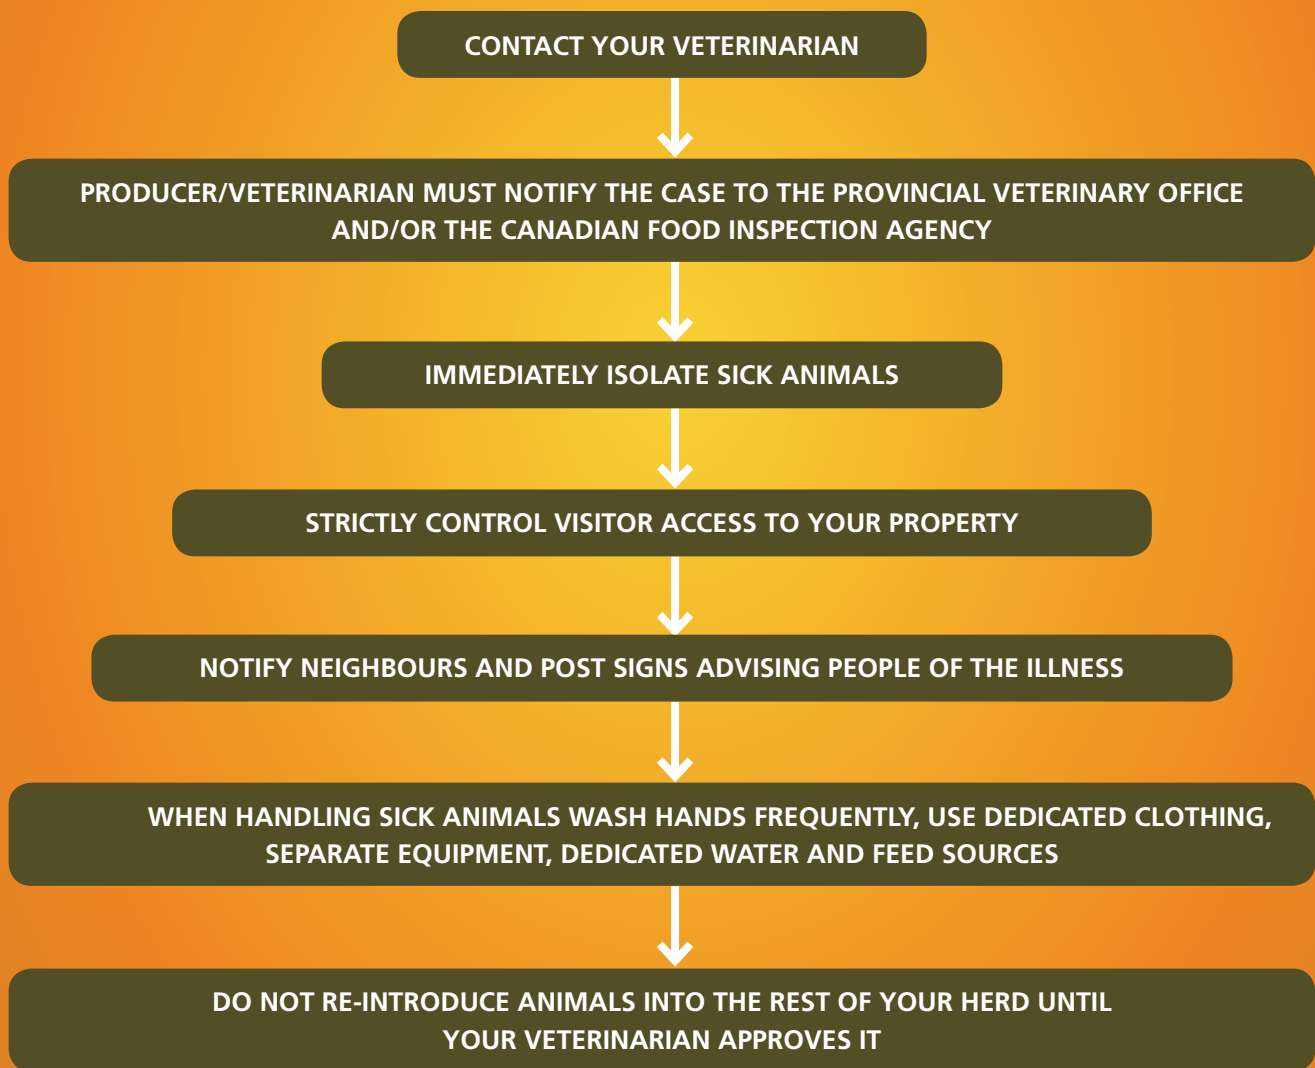 CONTACT YOUR VETERINARIAN
PRODUCER/VETERINARIAN MUST NOTIFY THE CASE TO THE PROVINCIAL VETERINARY OFFICE
AND/OR THE CANADIAN FOOD INSPECTION AGENCY
IMMEDIATELY ISOLATE SICK ANIMALS
STRICTLY CONTROL VISITOR ACCESS TO YOUR PROPERTY
NOTIFY NEIGHBOURS AND POST SIGNS ADVISING PEOPLE OF THE ILLNESS
WHEN HANDLING SICK ANIMALS WASH HANDS FREQUENTLY, USE DEDICATED CLOTHING,
SEPARATE EQUIPMENT, DEDICATED WATER AND FEED SOURCES
DO NOT RE-INTRODUCE ANIMALS INTO THE REST OF YOUR HERD UNTIL
YOUR VETERINARIAN APPROVES IT